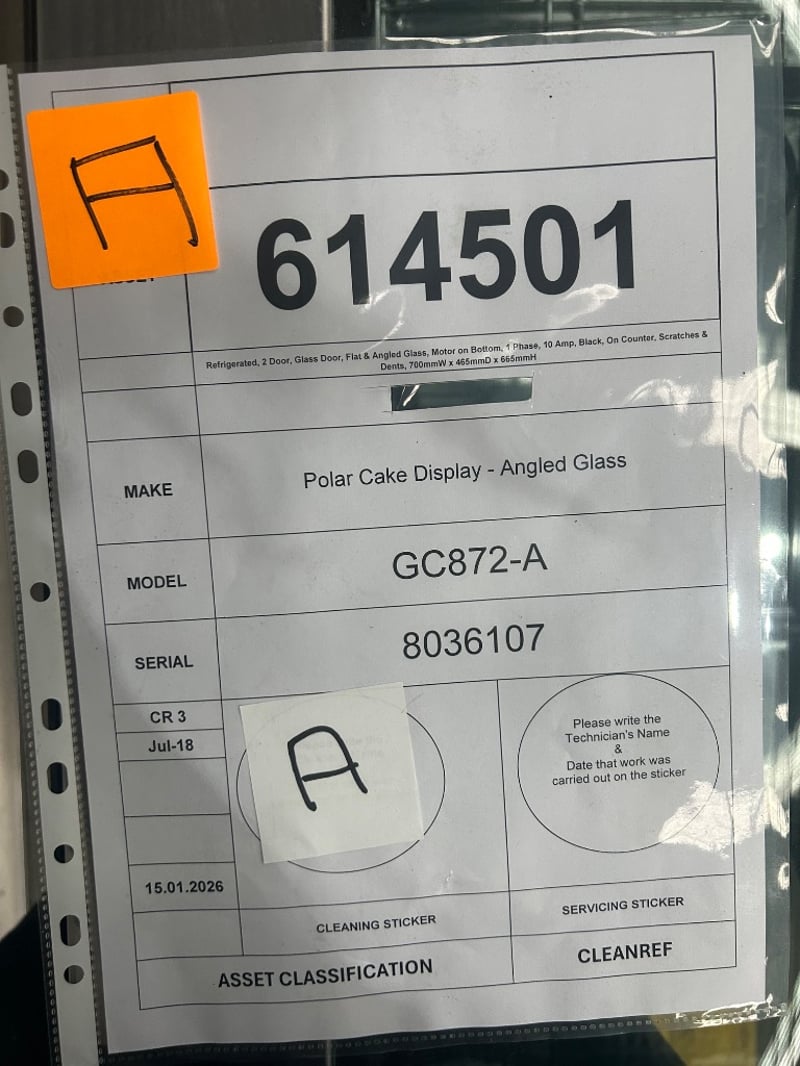 A
614501
Refrigerated, 2 Door, Glass Door, Flat & Angled Glass, Motor on Bottom, 1 Phase, 10 Amp, Black, On Counter, Scratches &
Dents, 700mmW x 465mmD x 665mmH
MAKE
Polar Cake Display - Angled Glass
MODEL
GC872-A
SERIAL
8036107
CR 3
Jul-18
A
Please write the
Technician's Name
&
Date that work was
carried out on the sticker
15.01.2026
CLEANING STICKER
SERVICING STICKER
ASSET CLASSIFICATION
CLEANREF